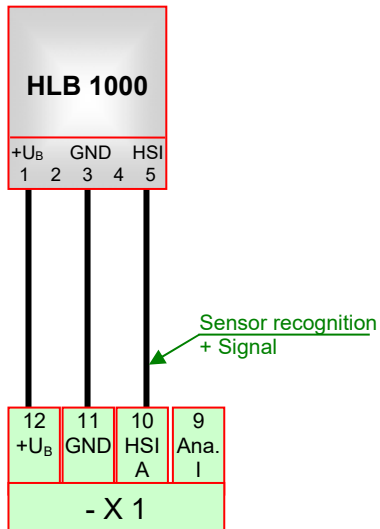 HLB 1000
+UB GND HSI
1 2 3 4 5
Sensor recognition
+ Signal
12 11 10 9
+UB GND HSI Ana.
A I
- X 1